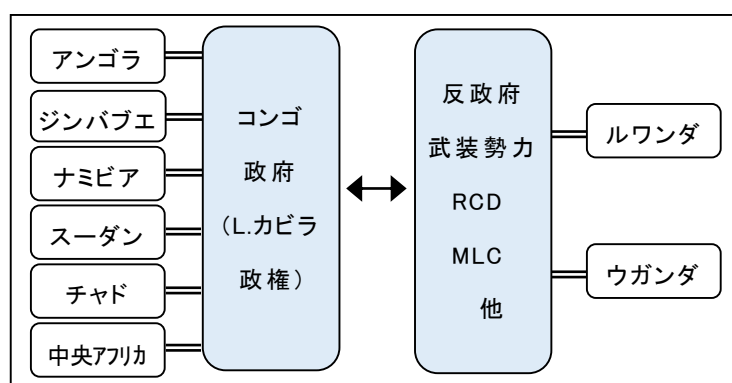 アンゴラ
ジンバブエ
ナミビア
スーダン
チャド
中央アフリカ
コンゴ
政府
（L.カビラ
政権）
反政府
武装勢力
RCD
MLC
他
ルワンダ
ウガンダ